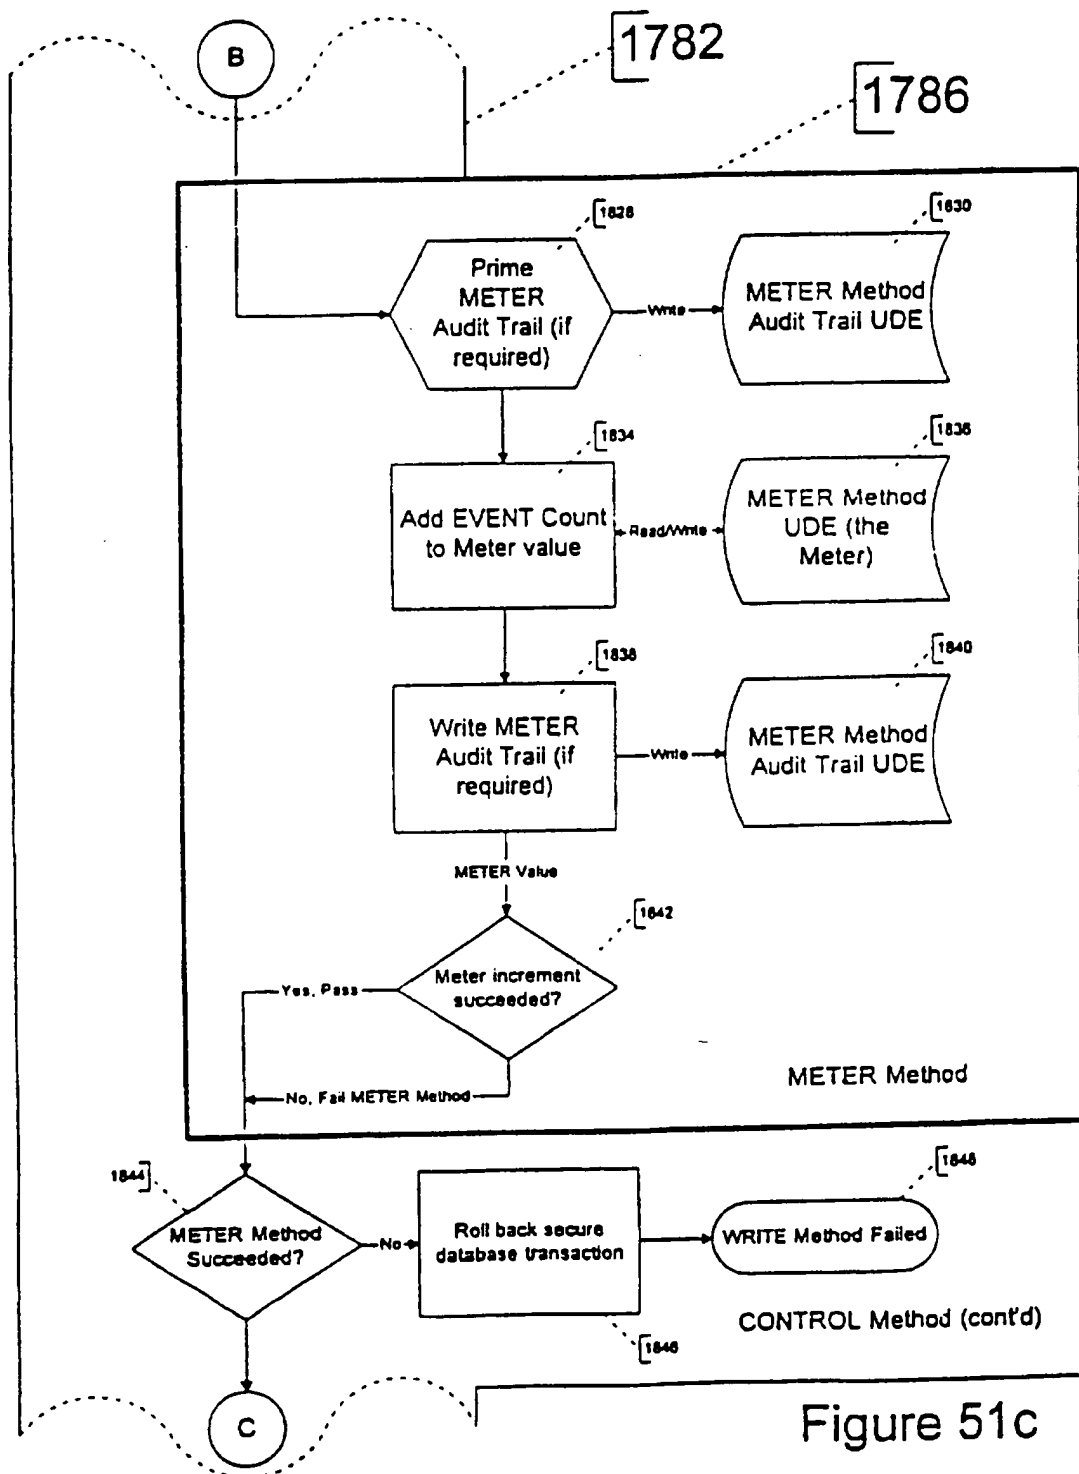 B
1782
1786
1828
Prime
METER
Audit Trail (if
required)
Write
1830
METER Method
Audit Trail UDE
1834
Add EVENT Count
to Meter value
Read/Write
1836
METER Method
UDE (the
Meter)
1838
Write METER
Audit Trail (if
required)
Write
1840
METER Method
Audit Trail UDE
METER Value
1842
Meter increment
succeeded?
Yes, Pass
No, Fail METER Method
METER Method
1844
METER Method
Succeeded?
No
Roll back secure
database transaction
1846
1848
WRITE Method Failed
CONTROL Method (cont'd)
C
Figure 51c